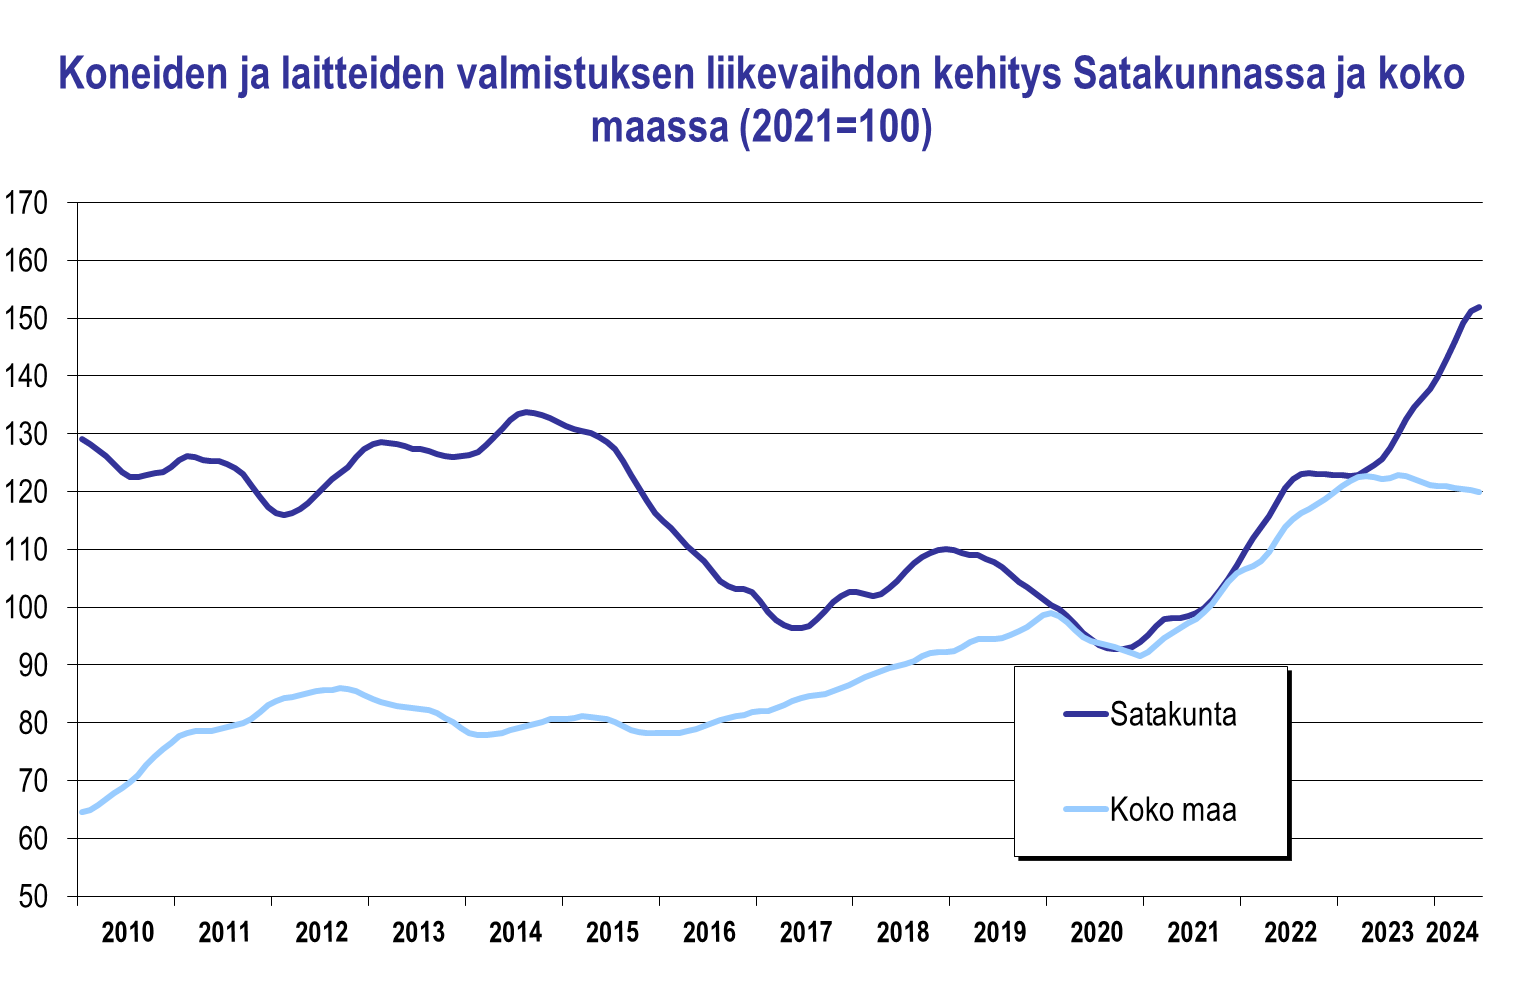 Koneiden ja laitteiden valmistuksen liikevaihdon kehitys Satakunnassa ja koko
maassa (2021=100)
170
160
150
140
130
120
110
100
90
80
70
60
50
Satakunta
Koko maa
2010 2011 2012 2013 2014 2015 2016 2017 2018 2019 2020 2021 2022 2023 2024